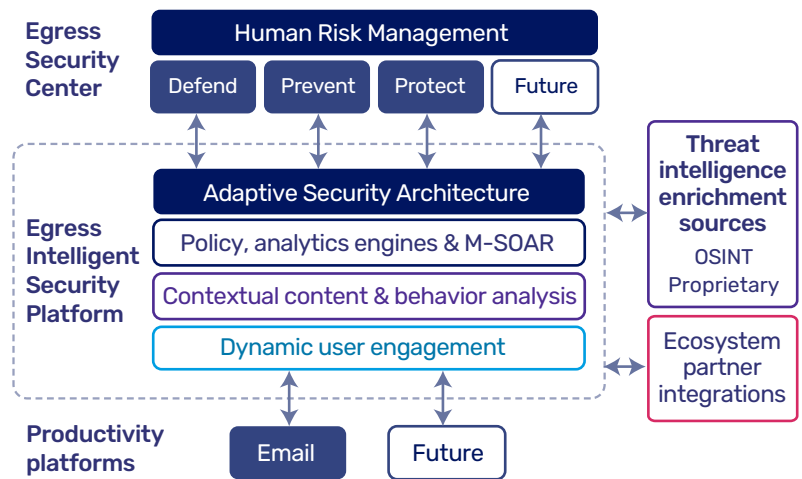 Egress
Security
Center
Human Risk Management
Defend
Prevent
Protect
Future
Egress
Intelligent
Security
Platform
Adaptive Security Architecture
Policy, analytics engines & M-SOAR
Contextual content & behavior analysis
Dynamic user engagement
Threat
intelligence
enrichment
sources
OSINT
Proprietary
Ecosystem
partner
integrations
Productivity
platforms
Email
Future